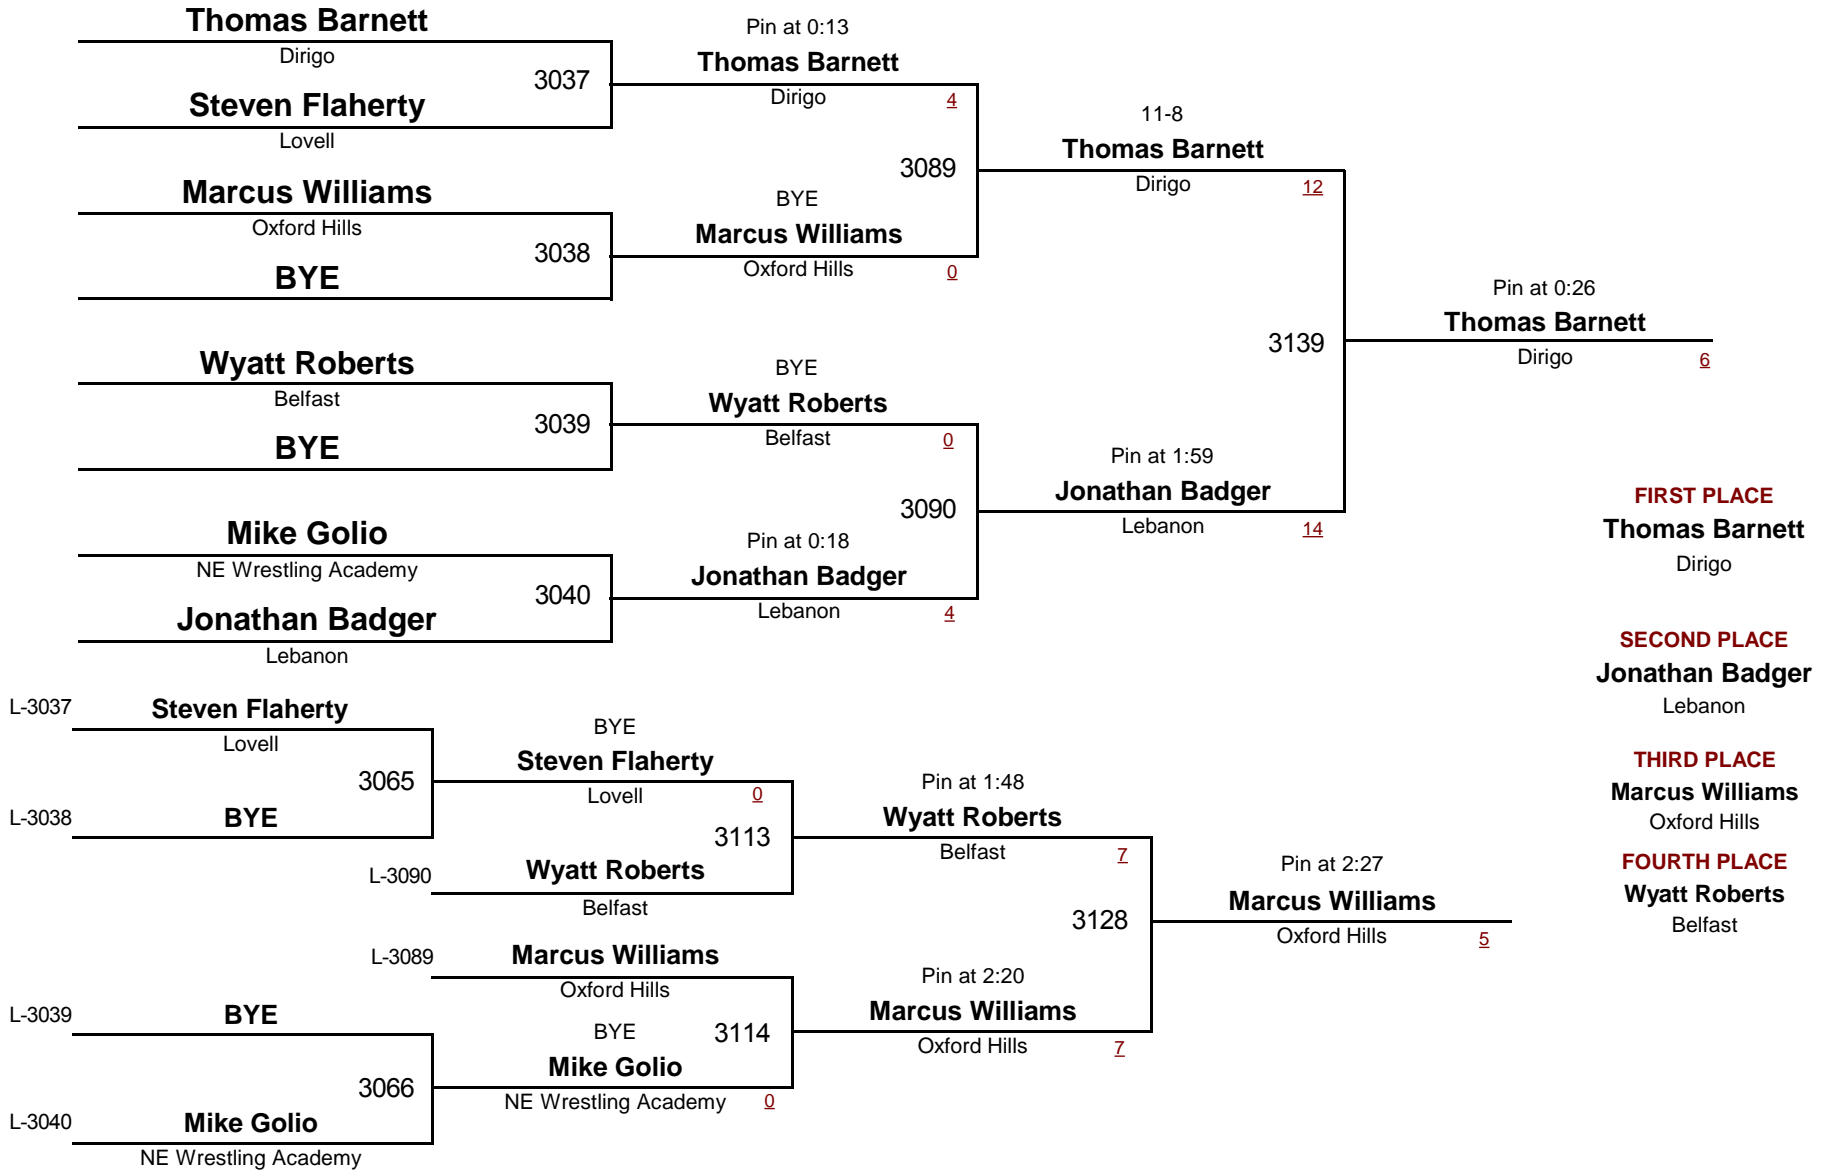 Thomas Barnett
Dirigo
3037
Steven Flaherty
Lovell
Marcus Williams
Oxford Hills
3038
BYE
Wyatt Roberts
Belfast
3039
BYE
Mike Golio
NE Wrestling Academy
3040
Jonathan Badger
Lebanon
Pin at 0:13
Thomas Barnett
Dirigo
4
3089
BYE
Marcus Williams
Oxford Hills
0
BYE
Wyatt Roberts
Belfast
0
3090
Pin at 0:18
Jonathan Badger
Lebanon
4
11-8
Thomas Barnett
Dirigo
12
3139
Pin at 1:59
Jonathan Badger
Lebanon
14
Pin at 0:26
Thomas Barnett
Dirigo
6
L-3037
Steven Flaherty
Lovell
3065
L-3038
BYE
BYE
Steven Flaherty
Lovell
0
3113
L-3090
Wyatt Roberts
Belfast
L-3089
Marcus Williams
Oxford Hills
3114
L-3039
BYE
3066
L-3040
Mike Golio
NE Wrestling Academy
BYE
Mike Golio
NE Wrestling Academy
0
Pin at 1:48
Wyatt Roberts
Belfast
7
3128
Pin at 2:20
Marcus Williams
Oxford Hills
7
Pin at 2:27
Marcus Williams
Oxford Hills
5
FIRST PLACE
Thomas Barnett
Dirigo
SECOND PLACE
Jonathan Badger
Lebanon
THIRD PLACE
Marcus Williams
Oxford Hills
FOURTH PLACE
Wyatt Roberts
Belfast